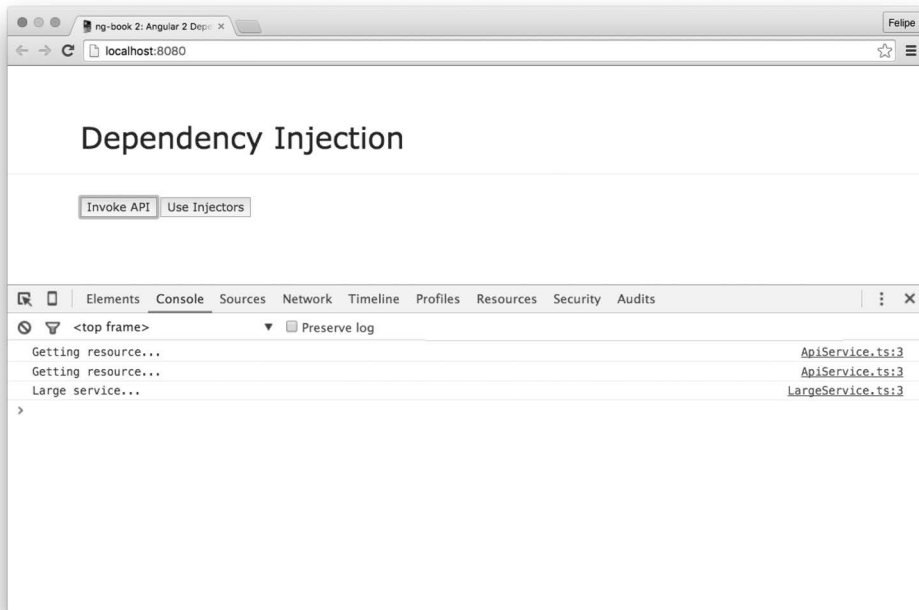 ng-book 2: Angular 2 Depe
Felipe
localhost:8080
Dependency Injection
Invoke API Use Injectors
Elements Console Sources Network Timeline Profiles Resources Security Audits
<top frame> Preserve log
Getting resource... ApiService.ts:3
Getting resource... ApiService.ts:3
Large service... LargeService.ts:3